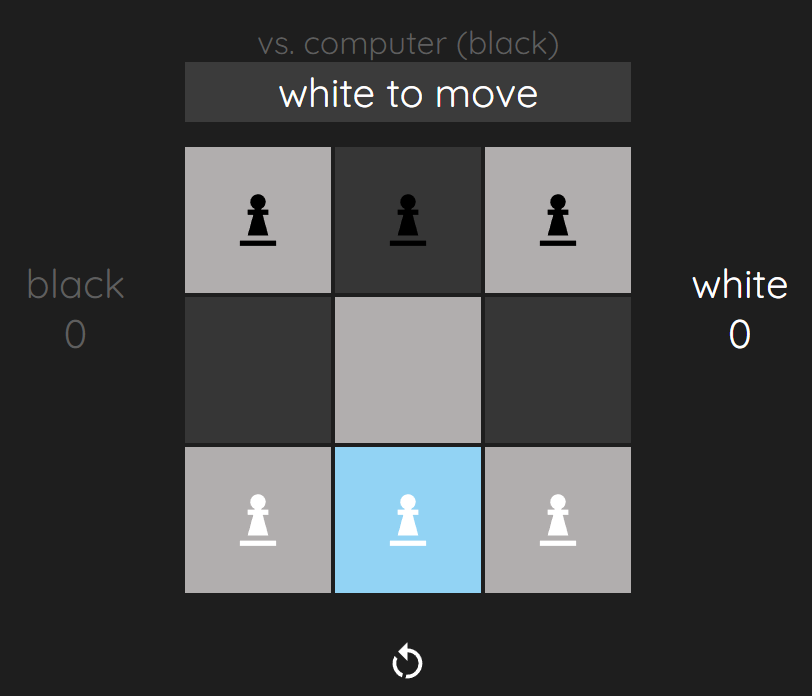 vs. computer (black)
white to move
black
0
white
0